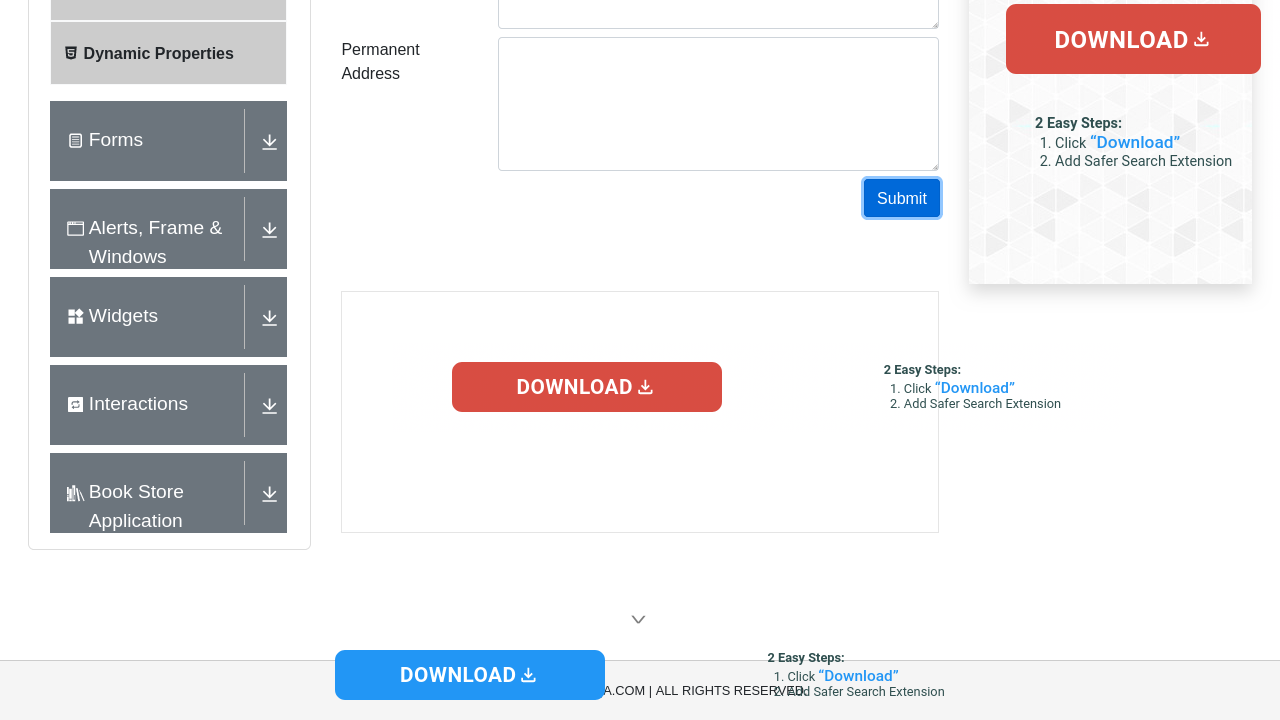 Dynamic Properties
Forms
Alerts, Frame &
Windows
Widgets
Interactions
Book Store
Application
Permanent
Address
Submit
DOWNLOAD
2 Easy Steps:
1. Click “Download”
2. Add Safer Search Extension
DOWNLOAD
2 Easy Steps:
1. Click “Download”
2. Add Safer Search Extension
DOWNLOAD
2 Easy Steps:
1. Click “Download”
2. Add Safer Search Extension
A.COM | ALL RIGHTS RESERVED.